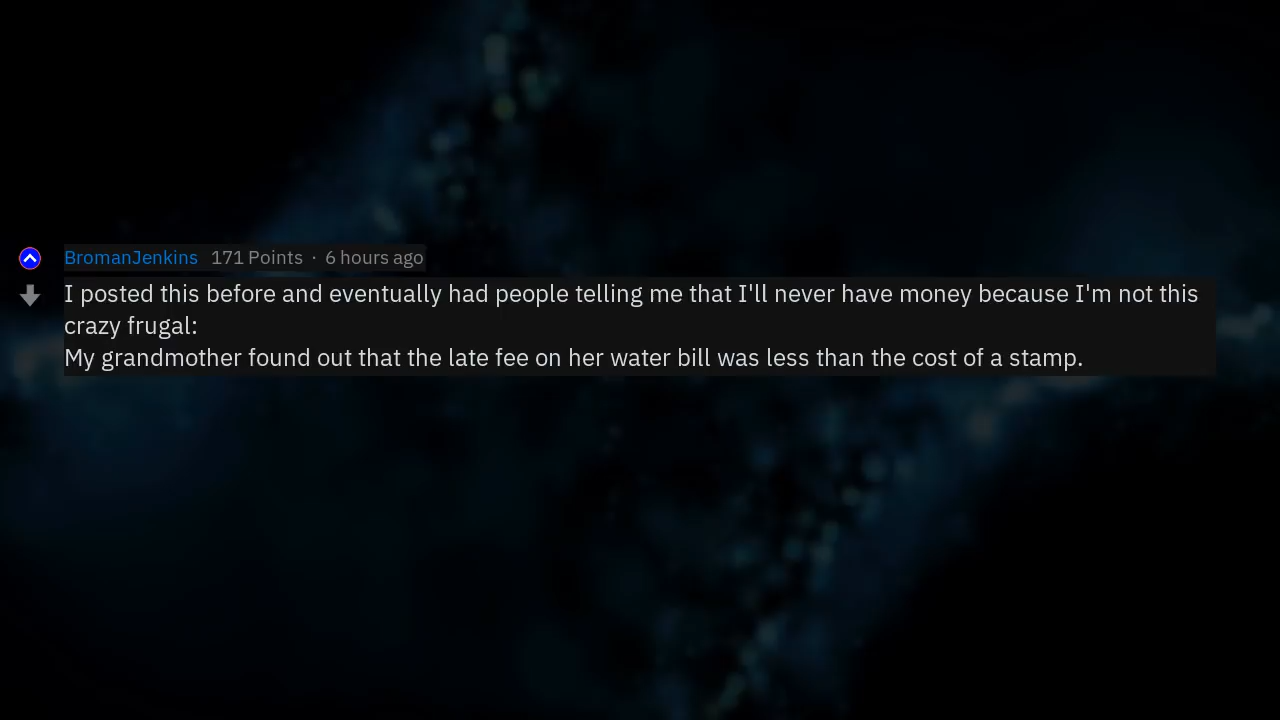 BromanJenkins 171 Points · 6 hours ago
I posted this before and eventually had people telling me that I'll never have money because I'm not this
crazy frugal:
My grandmother found out that the late fee on her water bill was less than the cost of a stamp.